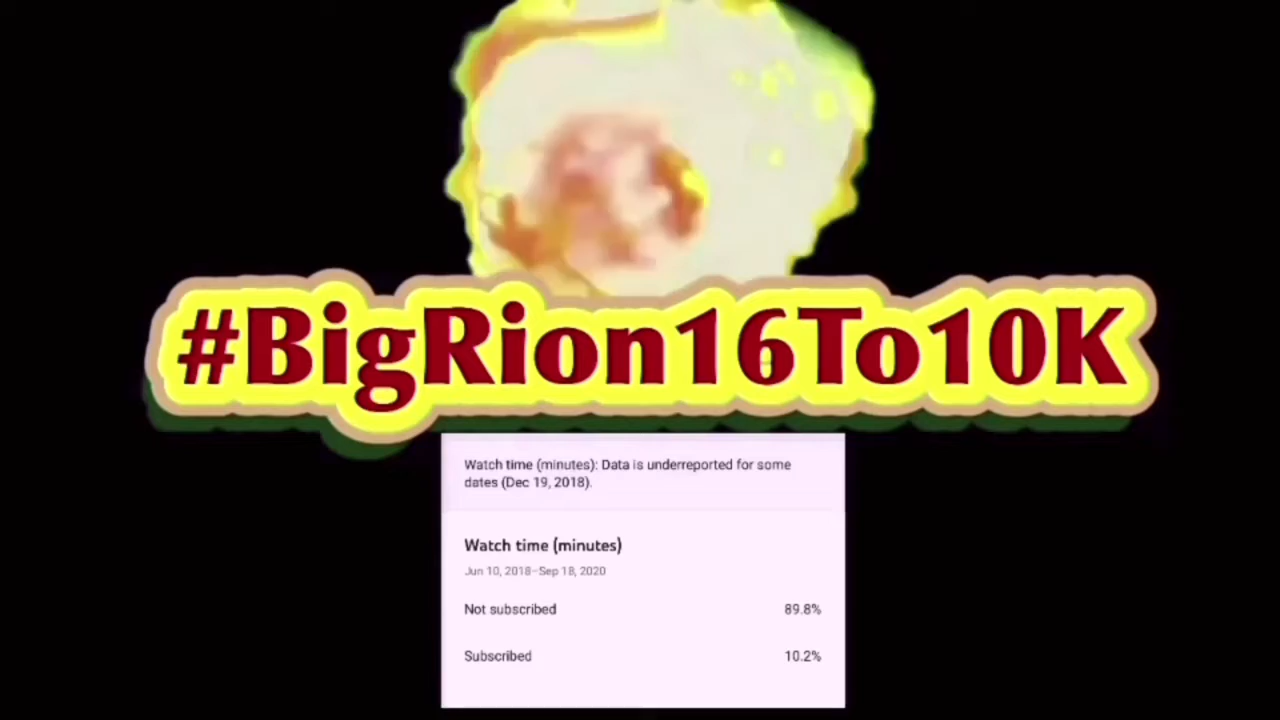 #BigRion16To10K
Watch time (minutes): Data is underreported for some
dates (Dec 19, 2018).
Watch time (minutes)
Jun 10, 2018–Sep 18, 2020
Not subscribed 89.8%
Subscribed 10.2%